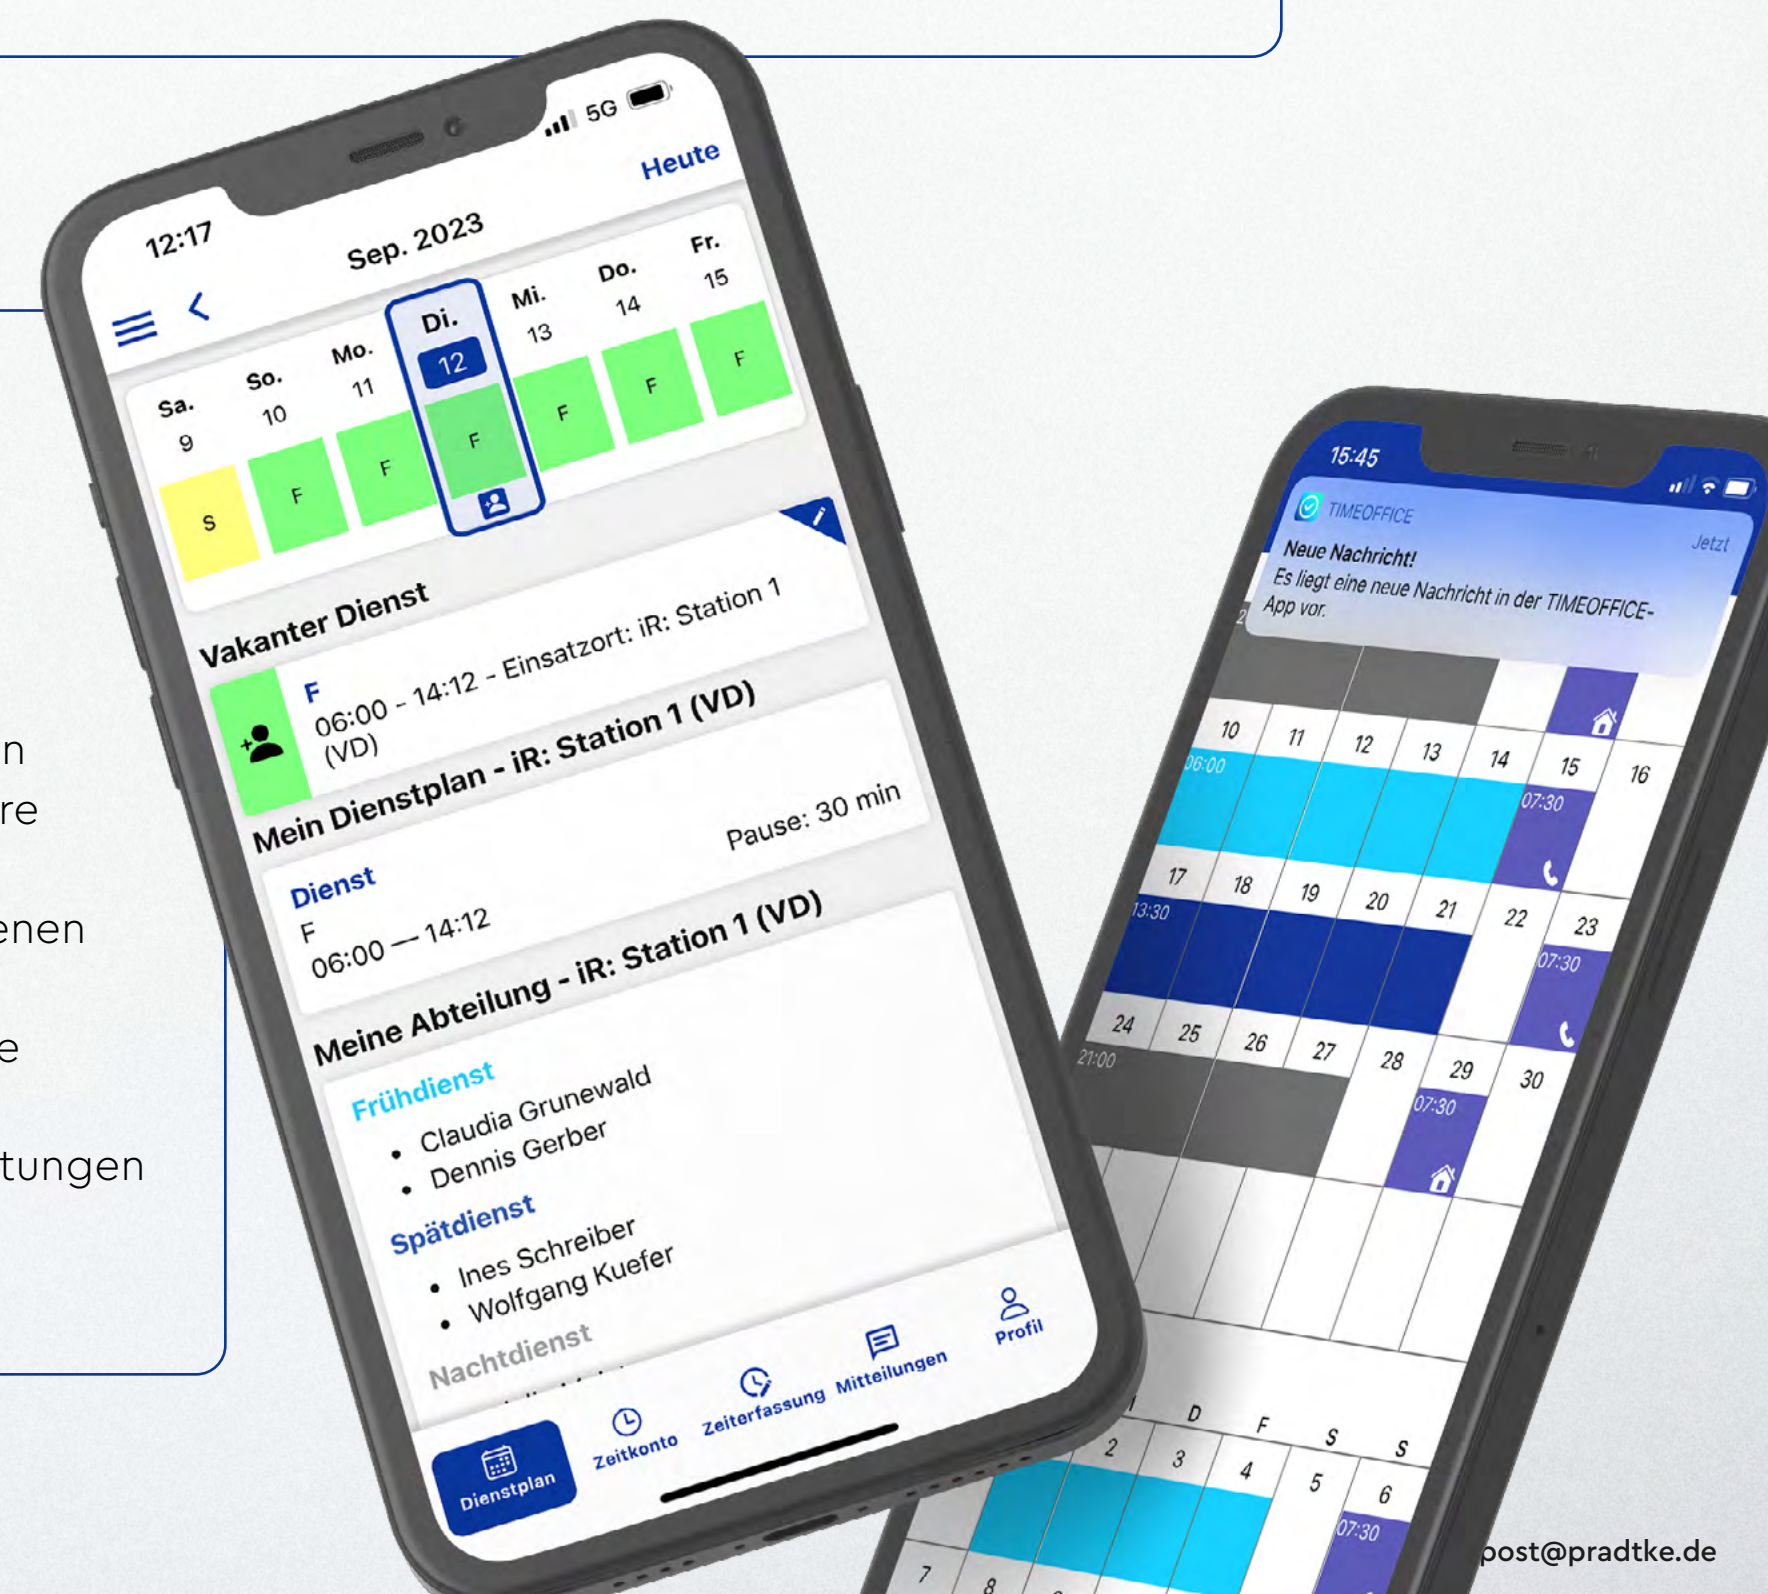 n
re
enen
e
tungen
12:17
5G
Heute
Sep. 2023
Sa. So. Mo. Di. Mi. Do. Fr.
9 10 11 12 13 14 15
S F F F F F F
Vakanter Dienst
F
06:00 - 14:12 - Einsatzort: iR: Station 1
(VD)
Mein Dienstplan - iR: Station 1 (VD)
Dienst
F
Pause: 30 min
06:00 — 14:12
Meine Abteilung - iR: Station 1 (VD)
Frühdienst
• Claudia Grunewald
• Dennis Gerber
Spätdienst
• Ines Schreiber
• Wolfgang Kuefer
Nachtdienst
Dienstplan
Zeitkonto
Zeiterfassung
Mitteilungen
Profil
15:45
TIMEOFFICE
Jetzt
Neue Nachricht!
Es liegt eine neue Nachricht in der TIMEOFFICE-
App vor.
10 11 12 13 14 15 16
06:00 07:30
17 18 19 20 21 22 23
13:30 07:30
24 25 26 27 28 29 30
21:00 07:30
D F S S
2 3 4 5 6
07:30
7 8
post@pradtke.de